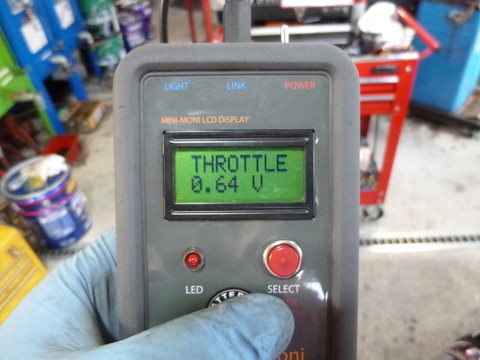 LIGHT LINK POWER
MINI-MONI LCD DISPLAY
THROTTLE
0.64 V
LED SELECT